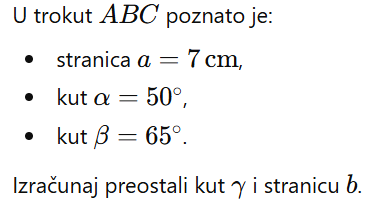 U trokut ABC poznato je:
• stranica a = 7 cm,
• kut α = 50°,
• kut β = 65°.
Izračunaj preostali kut γ i stranicu b.